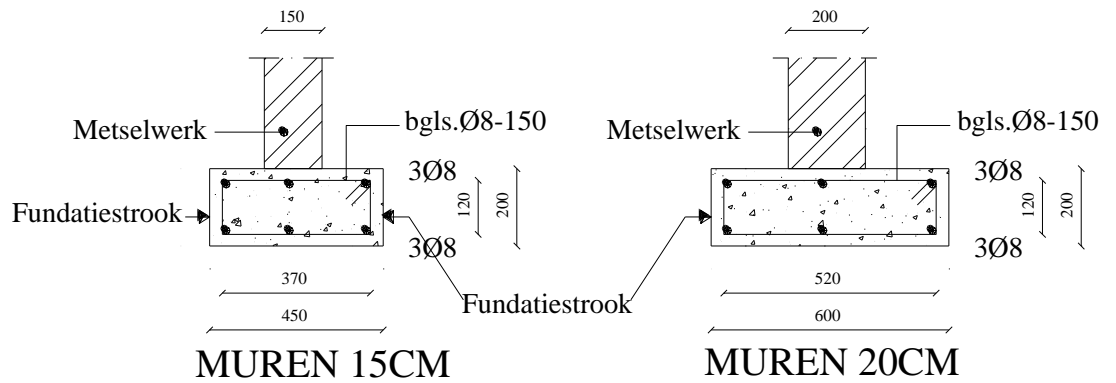 150
200
Metselwerk
bgls.Ø8-150
Metselwerk
bgls.Ø8-150
3Ø8
3Ø8
120
200
120
200
Fundatiestrook
3Ø8
3Ø8
370
Fundatiestrook
520
450
600
MUREN 15CM
MUREN 20CM